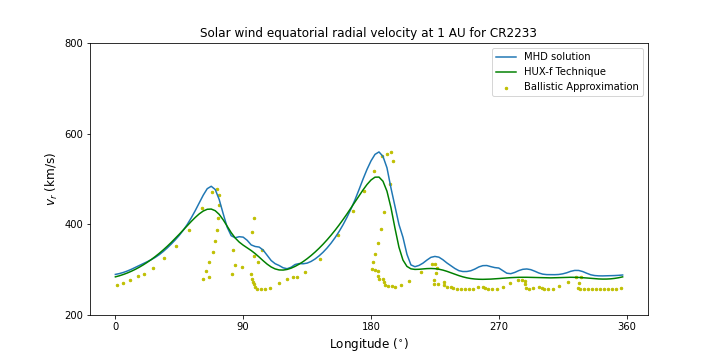 Solar wind equatorial radial velocity at 1 AU for CR2233
MHD solution
HUX-f Technique
Ballistic Approximation
800
600
400
200
v_r (km/s)
0 90 180 270 360
Longitude (°)